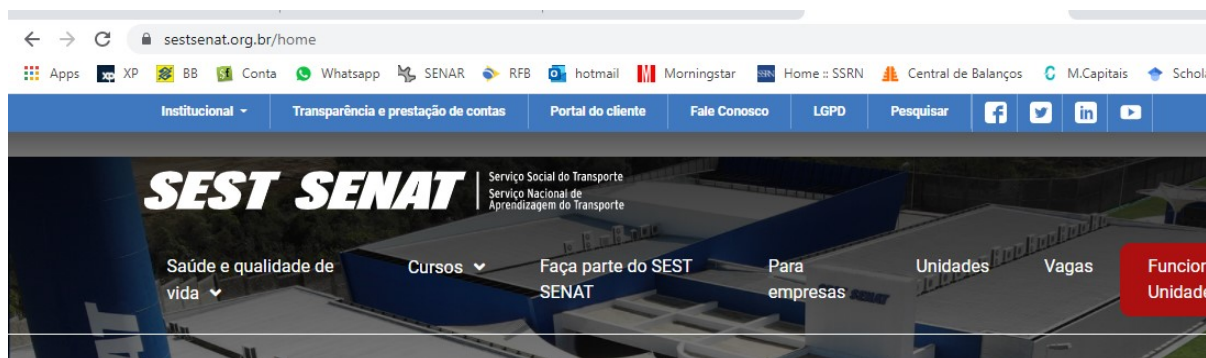 sestsenat.org.br/home
Apps XP XP BB Conta Whatsapp SENAR RFB hotmail Morningstar SSRN Home :: SSRN Central de Balanços M.Capitais
Institucional Transparência e prestação de contas Portal do cliente Fale Conosco LGPD Pesquisar
SEST SENAT
Serviço Social do Transporte
Serviço Nacional de
Aprendizagem do Transporte
Saúde e qualidade de
vida
Cursos
Faça parte do SEST
SENAT
Para
empresas
Unidades
Vagas